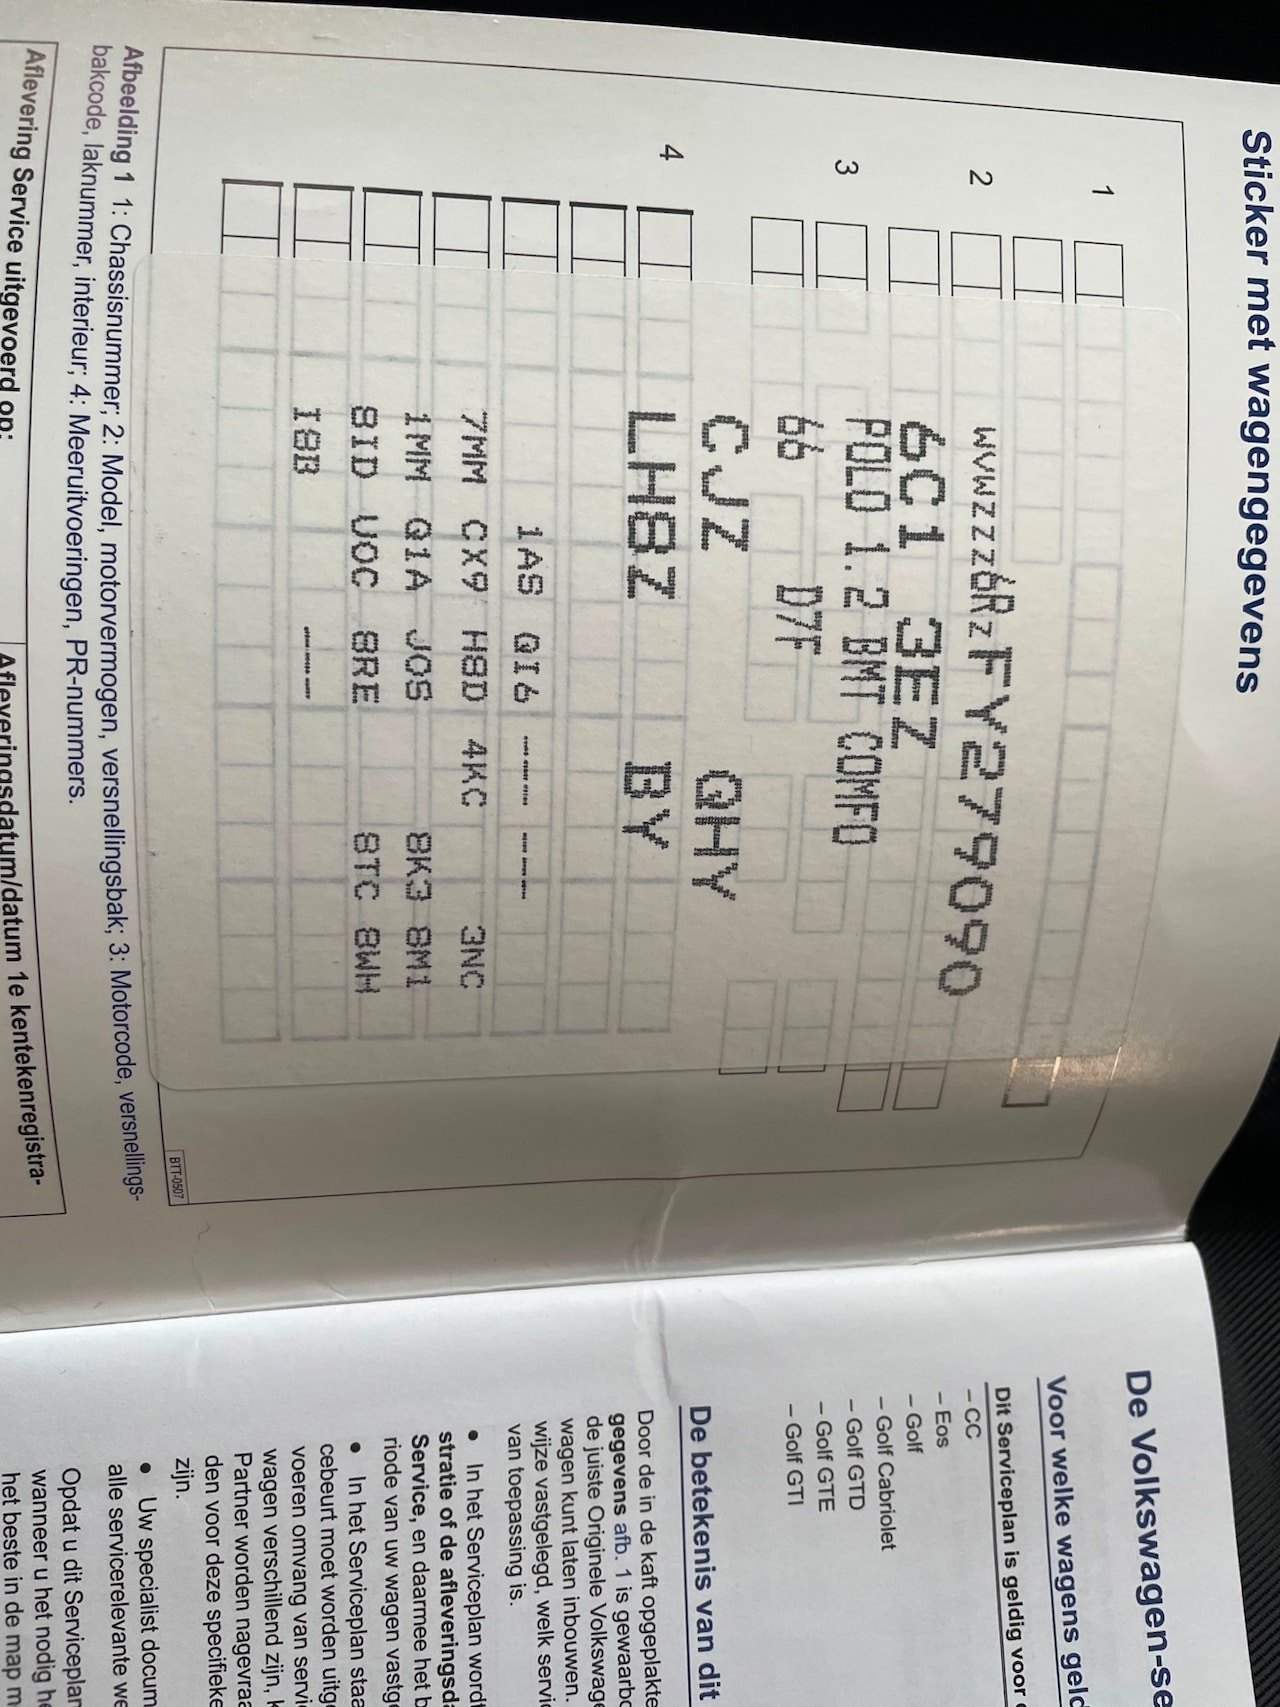 Sticker met wagengegevens
1
2
3
4
WVWZZZ6RZFY279090
6C1 3EZ
POLO 1.2 BMT COMFO
66 D7F
CJZ QHY
LH8Z BY
1AS QI6 ---- ----
7MM CX9 H8D 4KC 3NC
1MM Q1A J0S 8K3 8M1
8ID U0C 8RE 8TC 8WH
I8B ---
BTT-0507
Afbeelding 1 1: Chassisnummer; 2: Model, motorvermogen, versnellingsbak; 3: Motorcode, versnellings-
bakcode, laknummer, interieur; 4: Meeruitvoeringen, PR-nummers.
Aflevering Service uitgevoerd op:
Afleveringsdatum/datum 1e kentekenregistra-
De Volkswagen-se
Voor welke wagens geld
Dit Serviceplan is geldig voor
– CC
– Eos
– Golf
– Golf Cabriolet
– Golf GTD
– Golf GTE
– Golf GTI
De betekenis van dit
Door de in de kaft opgeplakte
gegevens afb. 1 is gewaarbo
de juiste Originele Volkswage
wagen kunt laten inbouwen.
wijze vastgelegd, welk servi
van toepassing is.
• In het Serviceplan wordt
stratie of de afleveringsda
Service, en daarmee het b
riode van uw wagen vastge
• In het Serviceplan staa
cebeurt moet worden uitge
voeren omvang van servi
wagen verschillend zijn, k
Partner worden nagevraa
den voor deze specifieke
zijn.
• Uw specialist docum
alle servicerelevante we
Opdat u dit Serviceplan
wanneer u het nodig he
het beste in de map m